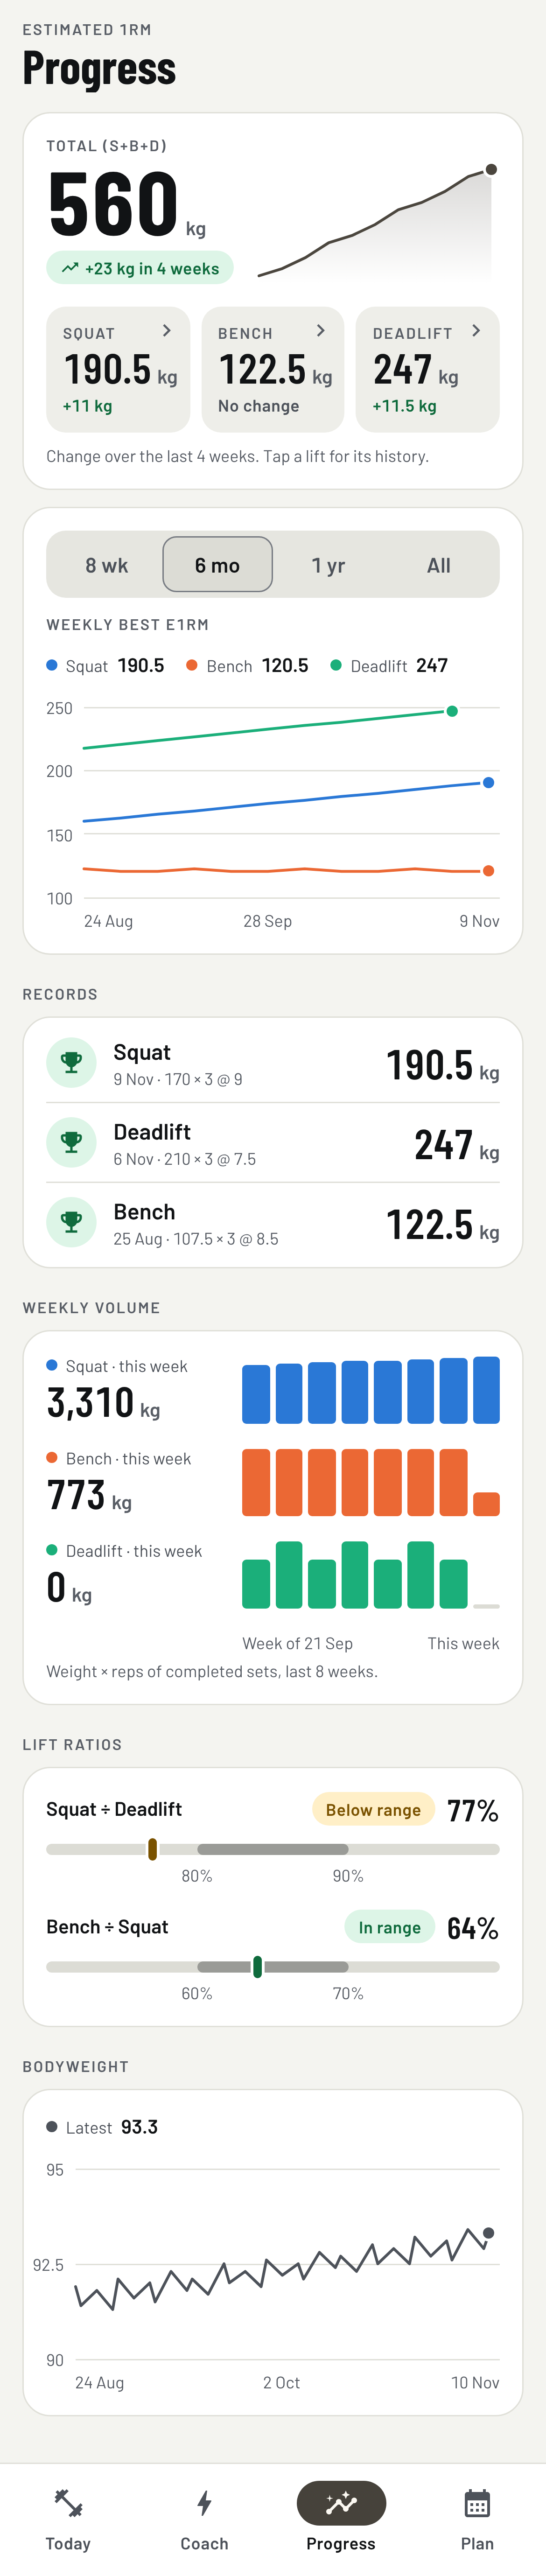 ESTIMATED 1RM
Progress
TOTAL (S+B+D)
560 kg
+23 kg in 4 weeks
SQUAT
190.5 kg
+11 kg
BENCH
122.5 kg
No change
DEADLIFT
247 kg
+11.5 kg
Change over the last 4 weeks. Tap a lift for its history.
8 wk 6 mo 1 yr All
WEEKLY BEST E1RM
Squat 190.5 Bench 120.5 Deadlift 247
250
200
150
100
24 Aug 28 Sep 9 Nov
RECORDS
Squat
9 Nov · 170 × 3 @ 9
190.5 kg
Deadlift
6 Nov · 210 × 3 @ 7.5
247 kg
Bench
25 Aug · 107.5 × 3 @ 8.5
122.5 kg
WEEKLY VOLUME
Squat · this week
3,310 kg
Bench · this week
773 kg
Deadlift · this week
0 kg
Week of 21 Sep This week
Weight × reps of completed sets, last 8 weeks.
LIFT RATIOS
Squat ÷ Deadlift Below range 77%
80% 90%
Bench ÷ Squat In range 64%
60% 70%
BODYWEIGHT
Latest 93.3
95
92.5
90
24 Aug 2 Oct 10 Nov
Today Coach Progress Plan